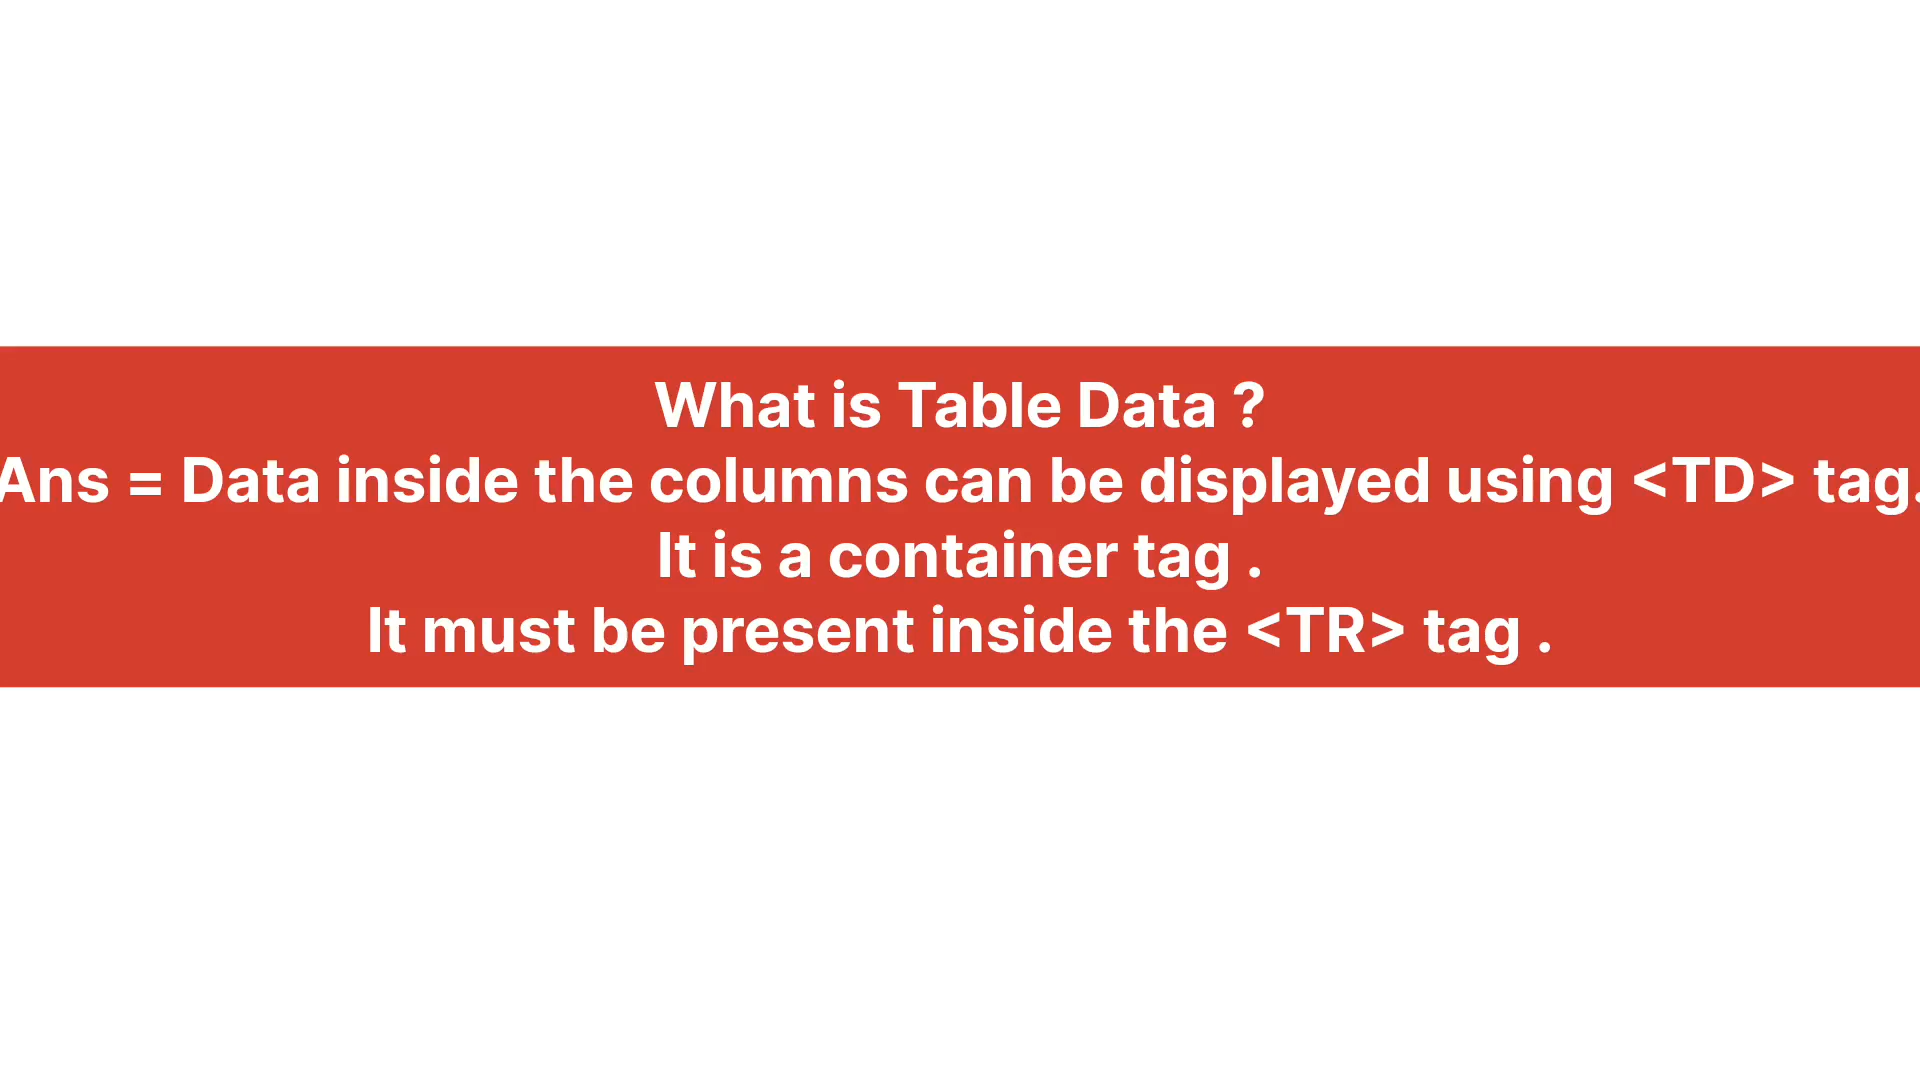 What is Table Data ?
Ans = Data inside the columns can be displayed using <TD> tag.
It is a container tag .
It must be present inside the <TR> tag .